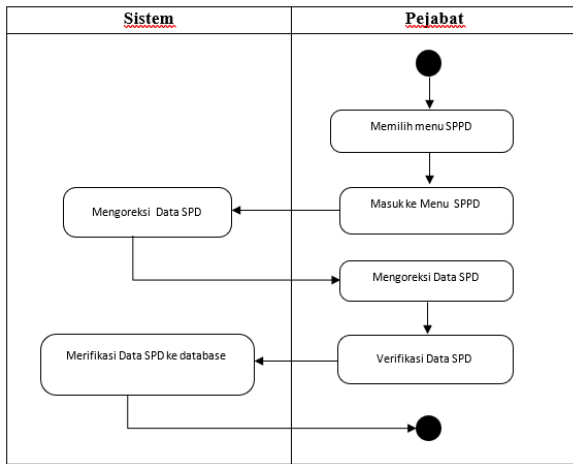 Sistem
Pejabat
Memilih menu SPPD
Masuk ke Menu SPPD
Mengoreksi Data SPD
Mengoreksi Data SPD
Verifikasi Data SPD
Merifikasi Data SPD ke database